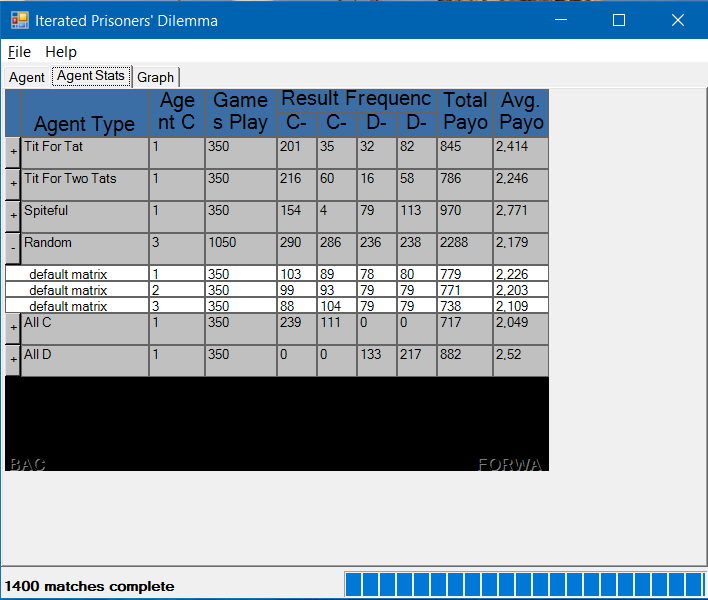 Iterated Prisoners' Dilemma
File Help
Agent Agent Stats Graph
Agent Type Age nt C Game s Play Result Frequenc Total Payo Avg. Payo
C- C- D- D-
+ Tit For Tat 1 350 201 35 32 82 845 2,414
+ Tit For Two Tats 1 350 216 60 16 58 786 2,246
+ Spiteful 1 350 154 4 79 113 970 2,771
- Random 3 1050 290 286 236 238 2288 2,179
default matrix 1 350 103 89 78 80 779 2,226
default matrix 2 350 99 93 79 79 771 2,203
default matrix 3 350 88 104 79 79 738 2,109
+ All C 1 350 239 111 0 0 717 2,049
+ All D 1 350 0 0 133 217 882 2,52
BAC FORWA
1400 matches complete